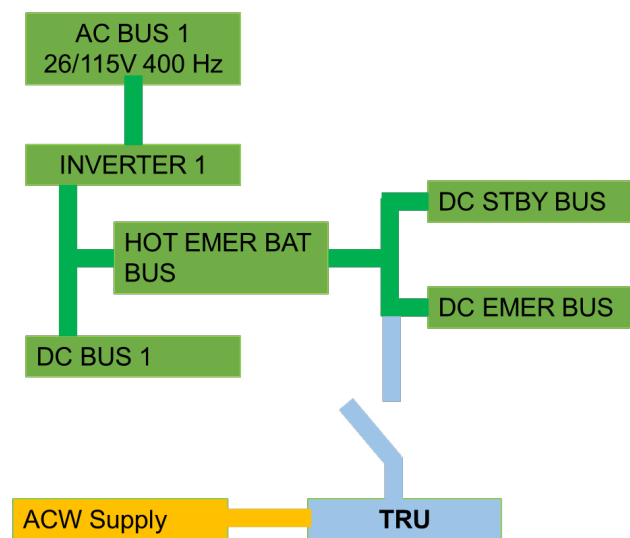 AC BUS 1
26/115V 400 Hz
INVERTER 1
HOT EMER BAT
BUS
DC STBY BUS
DC EMER BUS
DC BUS 1
ACW Supply
TRU